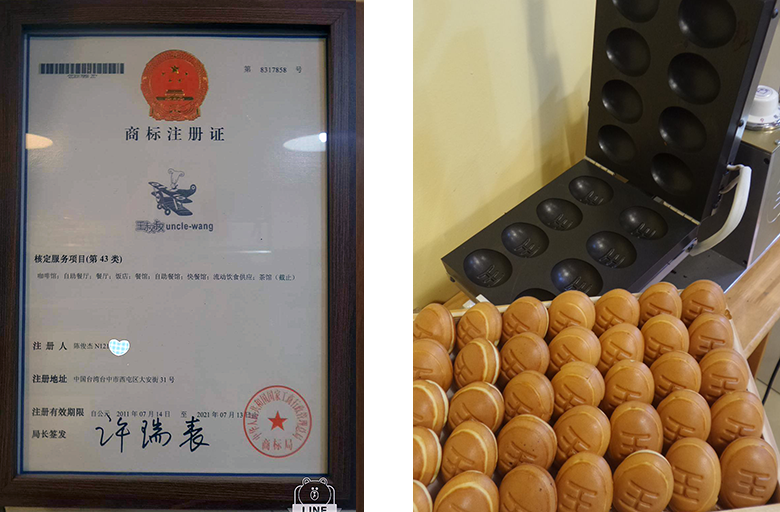 第 8317858 号
商标注册证
王叔叔uncle-wang
核定服务项目(第 43 类)
咖啡馆；自助餐厅；餐厅；饭店；餐馆；自助餐馆；快餐馆；流动饮食供应；茶馆（截止）
注 册 人 陈俊杰 N121
注册地址 中国台湾台中市西屯区大安街 31 号
注册有效期限 自公元 2011 年 07 月 14 日 至 2021 年 07 月 13
局长签发 许瑞表
中华人民共和国国家工商行政管理总局
商标局
LINE